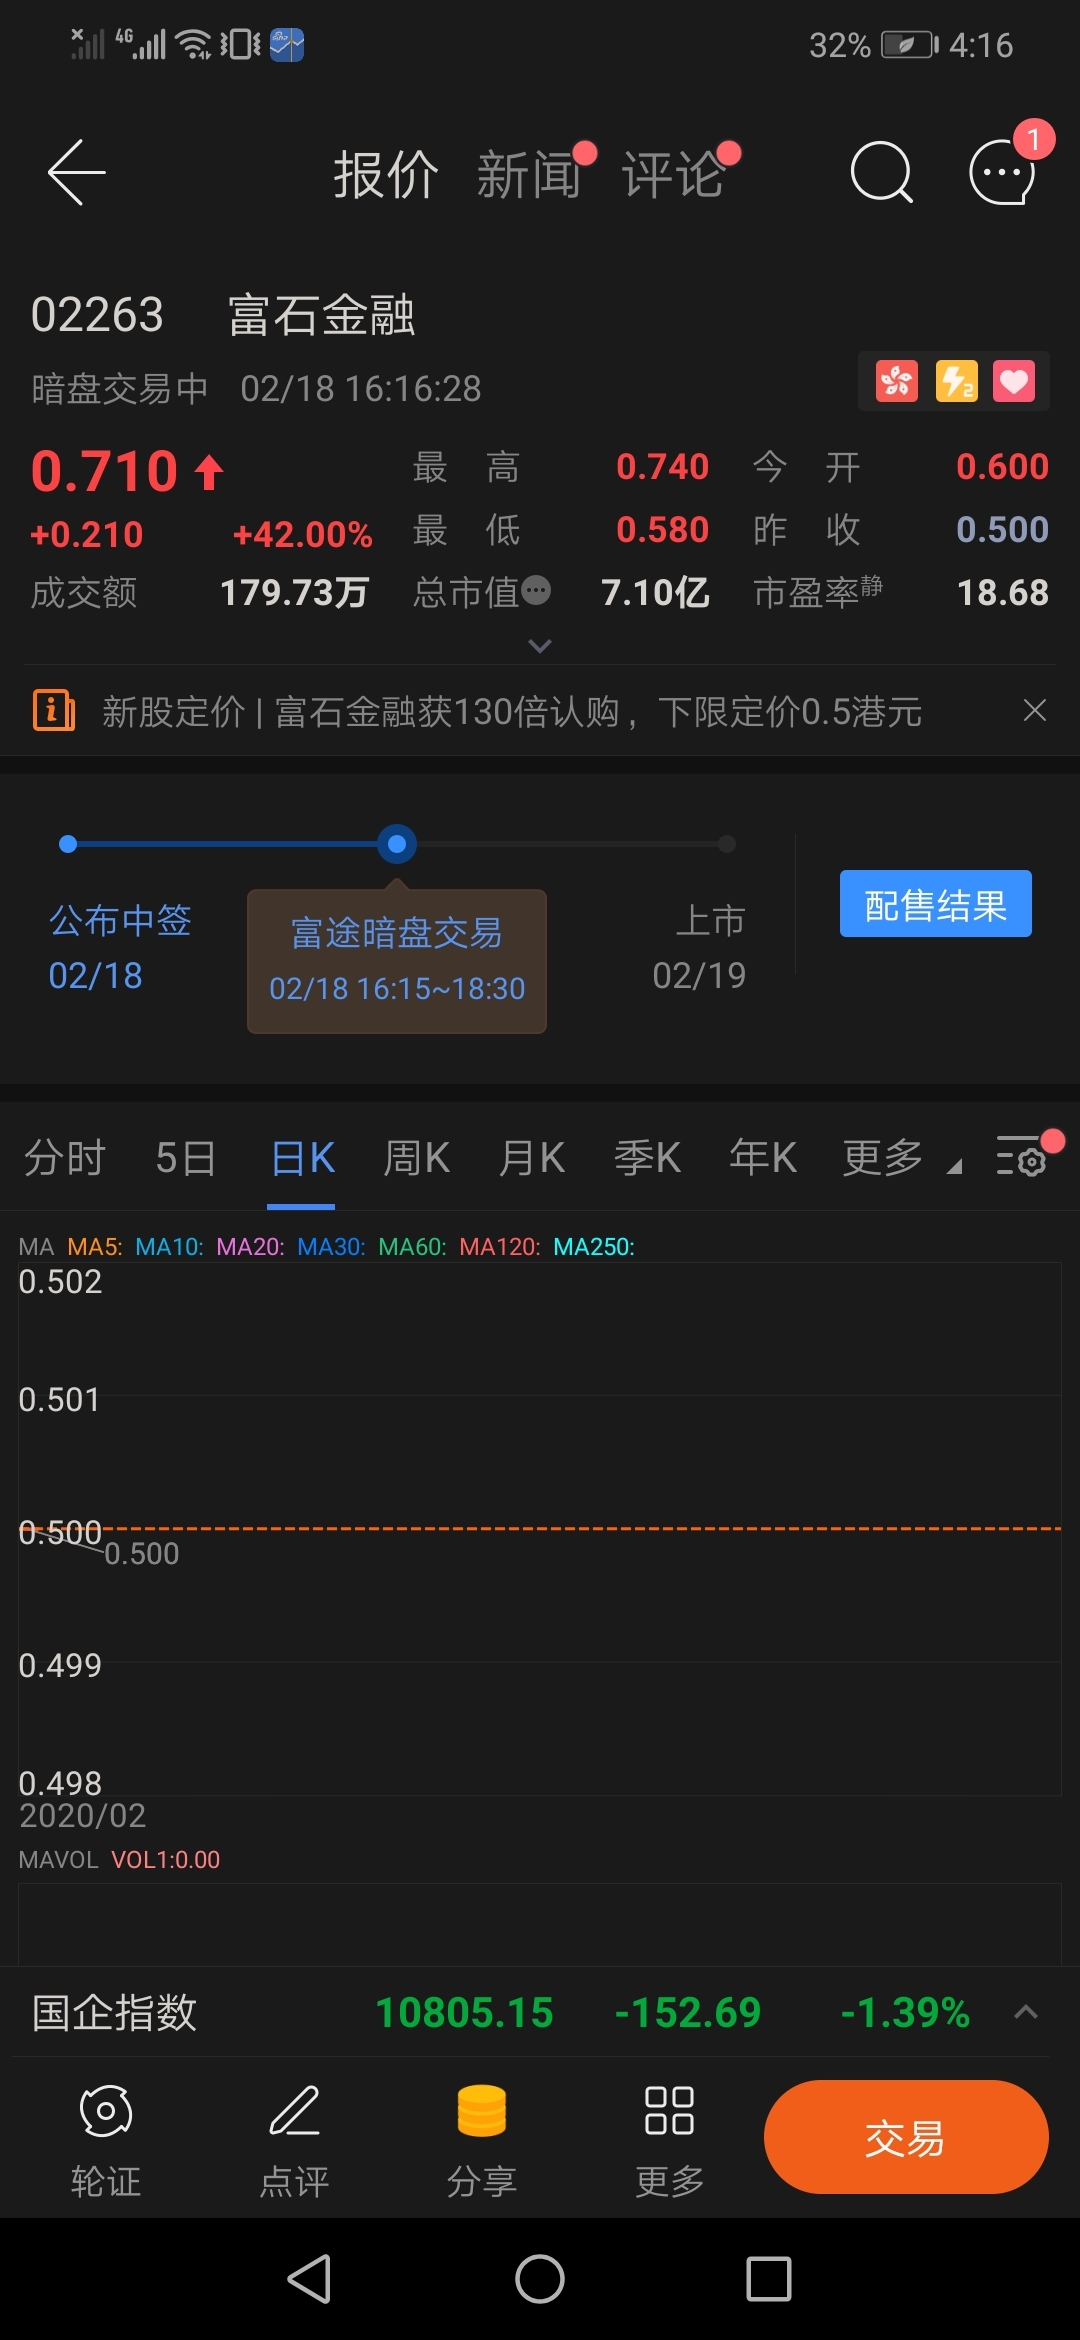 4G 32% 4:16
报价 新闻 评论 1
02263 富石金融
暗盘交易中 02/18 16:16:28
0.710 最高 0.740 今开 0.600
+0.210 +42.00% 最低 0.580 昨收 0.500
成交额 179.73万 总市值 7.10亿 市盈率静 18.68
新股定价 | 富石金融获130倍认购，下限定价0.5港元
公布中签 富途暗盘交易 上市 配售结果
02/18 02/18 16:15~18:30 02/19
分时 5日 日K 周K 月K 季K 年K 更多
MA MA5: MA10: MA20: MA30: MA60: MA120: MA250:
0.502
0.501
0.500
0.500
0.499
0.498
2020/02
MAVOL VOL1:0.00
国企指数 10805.15 -152.69 -1.39%
轮证 点评 分享 更多 交易